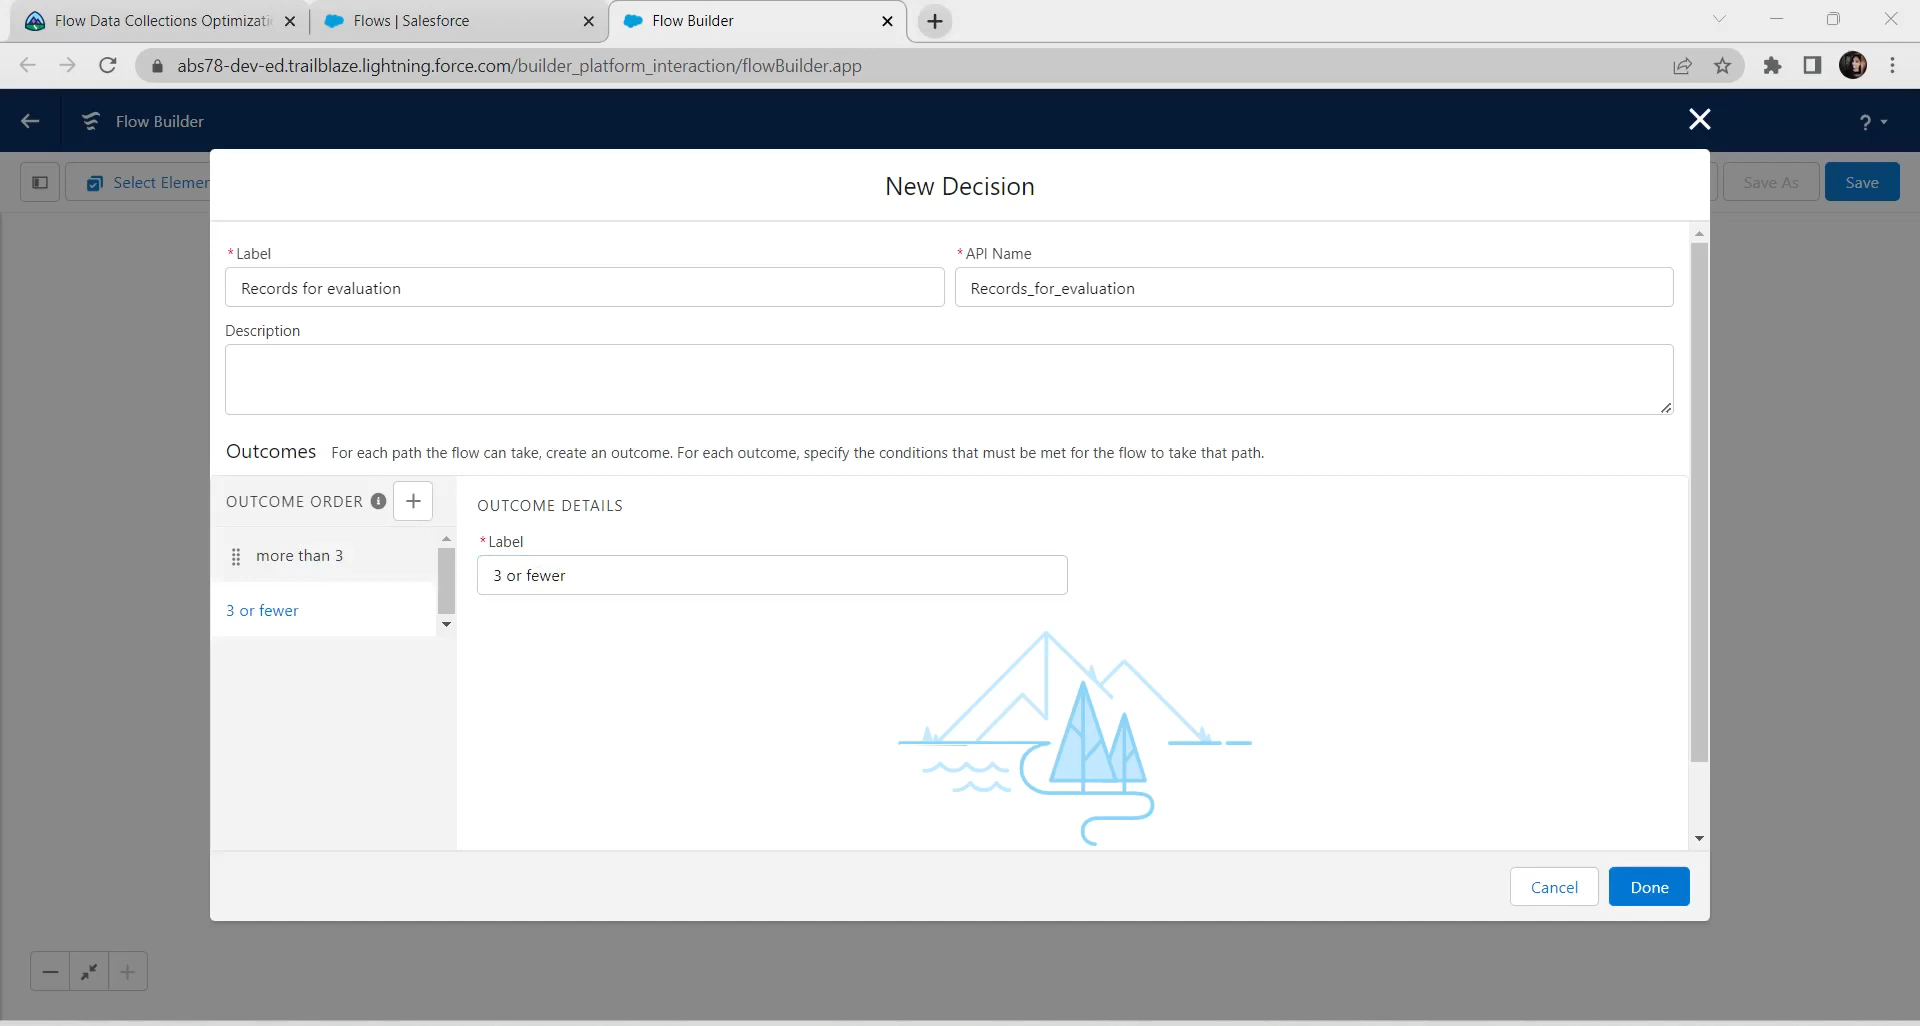 Flow Data Collections Optimizati
Flows | Salesforce
Flow Builder
abs78-dev-ed.trailblaze.lightning.force.com/builder_platform_interaction/flowBuilder.app
Flow Builder
?
Select Elemen
Save As
Save
New Decision
* Label
* API Name
Records for evaluation
Records_for_evaluation
Description
Outcomes For each path the flow can take, create an outcome. For each outcome, specify the conditions that must be met for the flow to take that path.
OUTCOME ORDER
OUTCOME DETAILS
* Label
more than 3
3 or fewer
3 or fewer
Cancel
Done